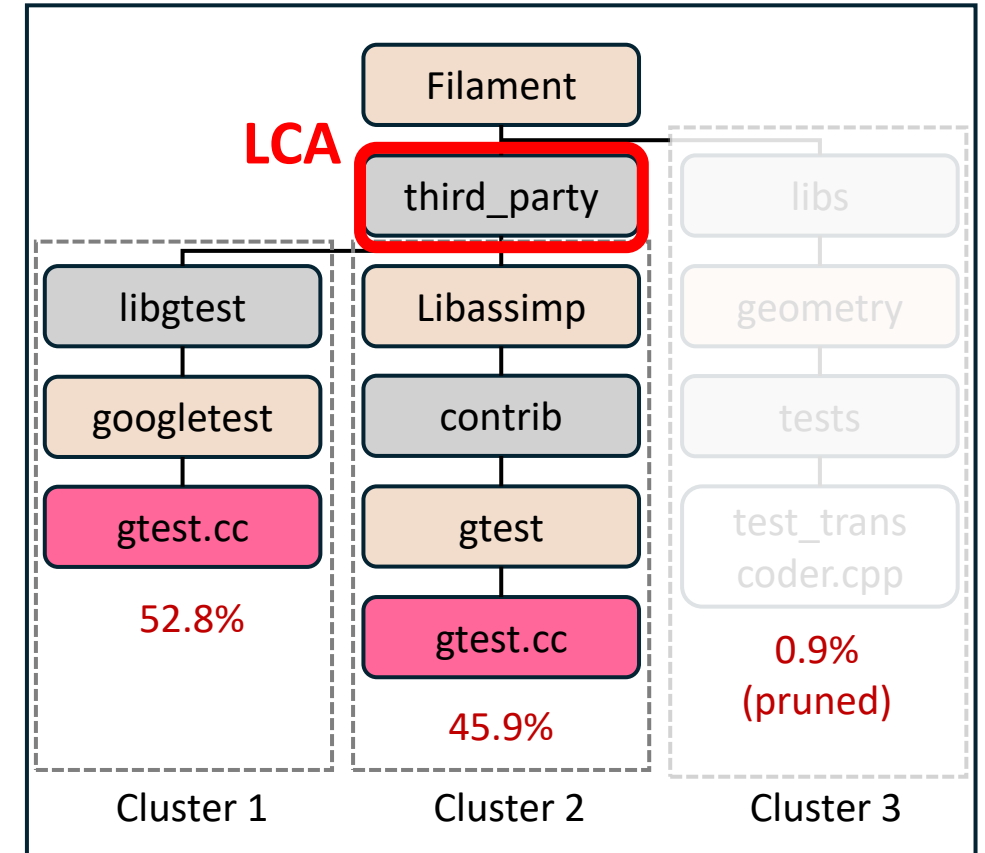 Filament
LCA
third_party
libs
libgtest
Libassimp
geometry
googletest
contrib
tests
gtest.cc
gtest
test_trans
coder.cpp
52.8%
gtest.cc
0.9%
(pruned)
45.9%
Cluster 1
Cluster 2
Cluster 3